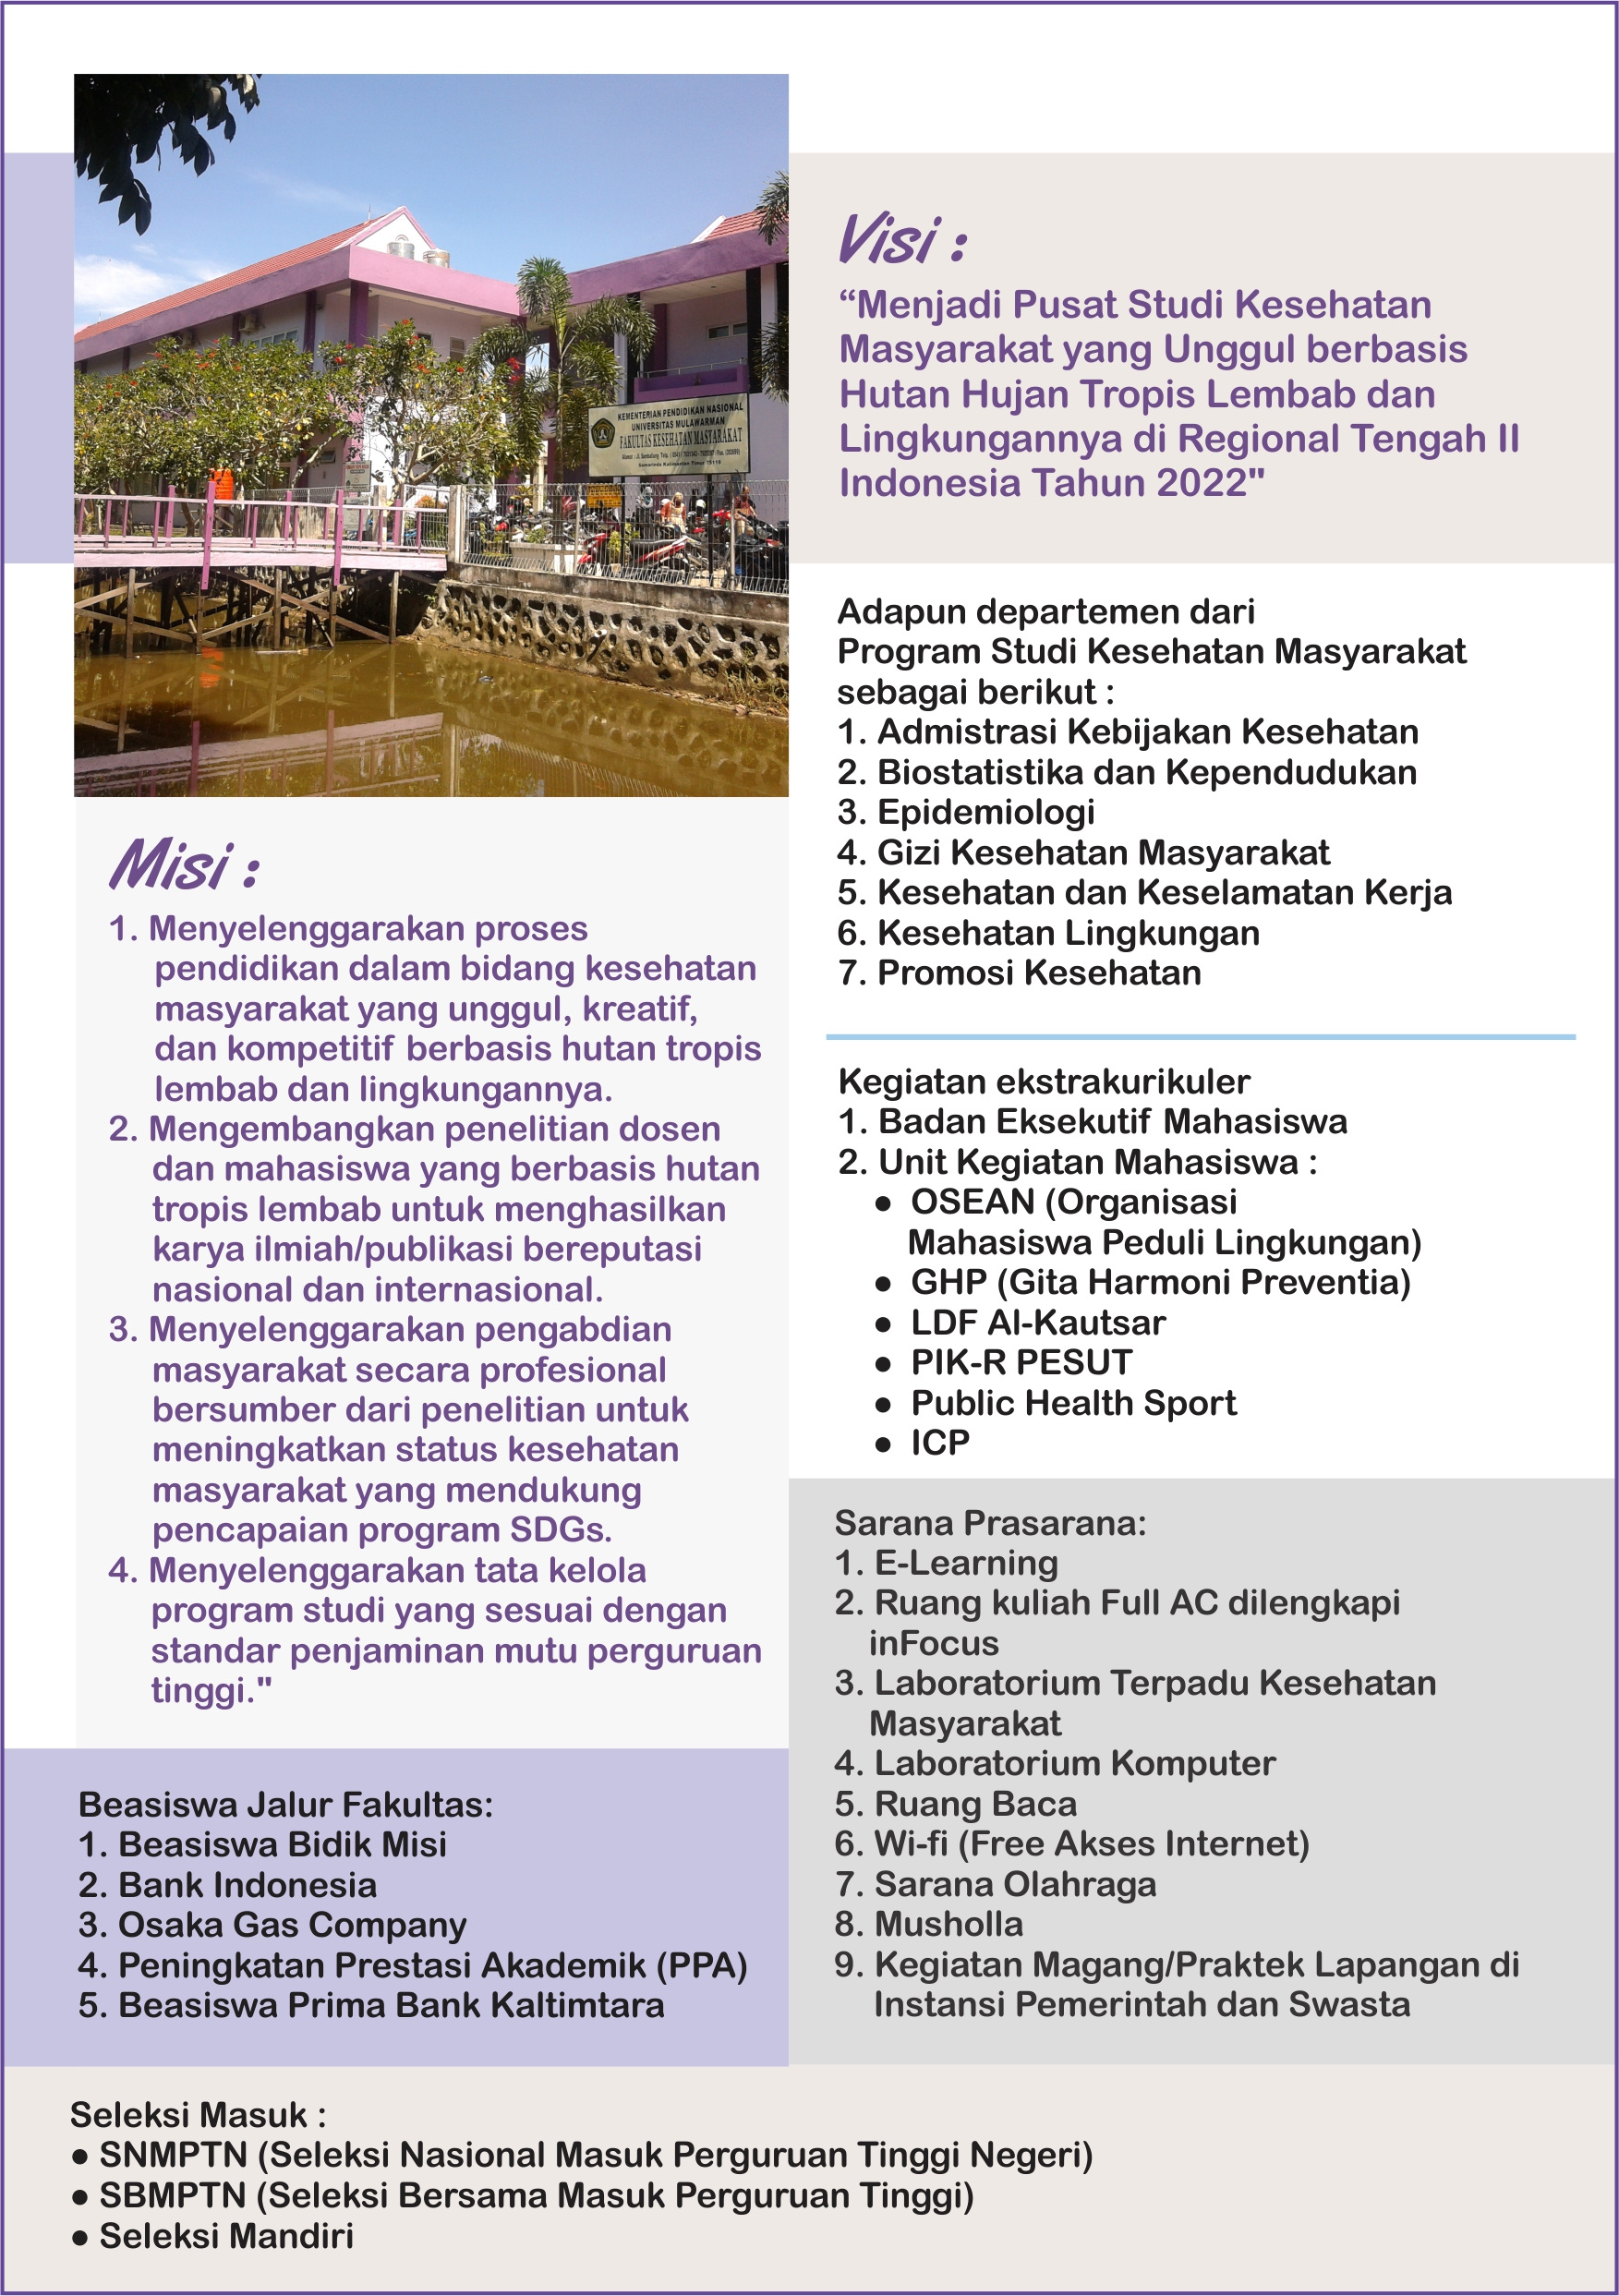 KEMENTERIAN PENDIDIKAN NASIONAL
UNIVERSITAS MULAWARMAN
FAKULTAS KESEHATAN MASYARAKAT
Samarinda Kalimantan Timur 75119
Visi :
“Menjadi Pusat Studi Kesehatan
Masyarakat yang Unggul berbasis
Hutan Hujan Tropis Lembab dan
Lingkungannya di Regional Tengah II
Indonesia Tahun 2022"
Adapun departemen dari
Program Studi Kesehatan Masyarakat
sebagai berikut :
1. Admistrasi Kebijakan Kesehatan
2. Biostatistika dan Kependudukan
3. Epidemiologi
4. Gizi Kesehatan Masyarakat
5. Kesehatan dan Keselamatan Kerja
6. Kesehatan Lingkungan
7. Promosi Kesehatan
Misi :
1. Menyelenggarakan proses
pendidikan dalam bidang kesehatan
masyarakat yang unggul, kreatif,
dan kompetitif berbasis hutan tropis
lembab dan lingkungannya.
2. Mengembangkan penelitian dosen
dan mahasiswa yang berbasis hutan
tropis lembab untuk menghasilkan
karya ilmiah/publikasi bereputasi
nasional dan internasional.
3. Menyelenggarakan pengabdian
masyarakat secara profesional
bersumber dari penelitian untuk
meningkatkan status kesehatan
masyarakat yang mendukung
pencapaian program SDGs.
4. Menyelenggarakan tata kelola
program studi yang sesuai dengan
standar penjaminan mutu perguruan
tinggi."
Kegiatan ekstrakurikuler
1. Badan Eksekutif Mahasiswa
2. Unit Kegiatan Mahasiswa :
● OSEAN (Organisasi
Mahasiswa Peduli Lingkungan)
● GHP (Gita Harmoni Preventia)
● LDF Al-Kautsar
● PIK-R PESUT
● Public Health Sport
● ICP
Sarana Prasarana:
1. E-Learning
2. Ruang kuliah Full AC dilengkapi
inFocus
3. Laboratorium Terpadu Kesehatan
Masyarakat
4. Laboratorium Komputer
5. Ruang Baca
6. Wi-fi (Free Akses Internet)
7. Sarana Olahraga
8. Musholla
9. Kegiatan Magang/Praktek Lapangan di
Instansi Pemerintah dan Swasta
Beasiswa Jalur Fakultas:
1. Beasiswa Bidik Misi
2. Bank Indonesia
3. Osaka Gas Company
4. Peningkatan Prestasi Akademik (PPA)
5. Beasiswa Prima Bank Kaltimtara
Seleksi Masuk :
● SNMPTN (Seleksi Nasional Masuk Perguruan Tinggi Negeri)
● SBMPTN (Seleksi Bersama Masuk Perguruan Tinggi)
● Seleksi Mandiri